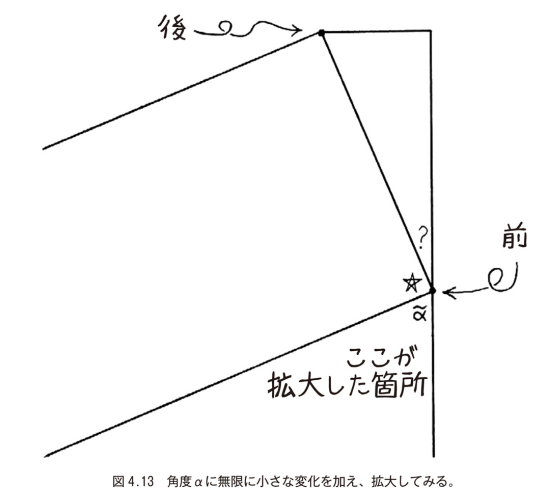 後
?
前
☆
α̃
ここが
拡大した箇所
図4.13 角度αに無限に小さな変化を加え、拡大してみる。